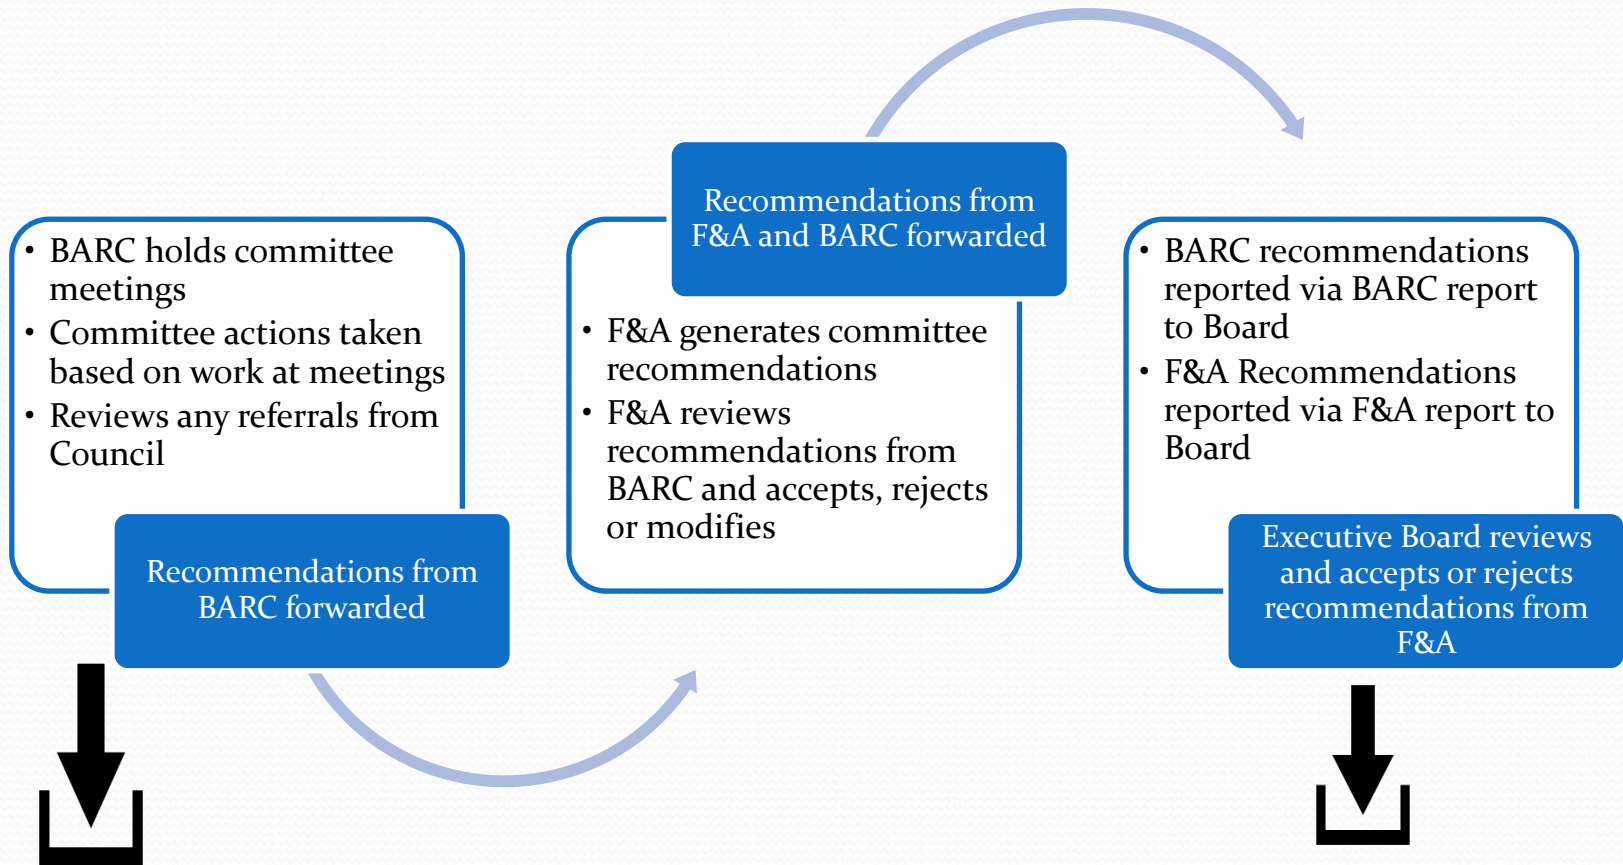 • BARC holds committee
meetings
• Committee actions taken
based on work at meetings
• Reviews any referrals from
Council
Recommendations from
BARC forwarded
Recommendations from
F&A and BARC forwarded
• F&A generates committee
recommendations
• F&A reviews
recommendations from
BARC and accepts, rejects
or modifies
• BARC recommendations
reported via BARC report
to Board
• F&A Recommendations
reported via F&A report to
Board
Executive Board reviews
and accepts or rejects
recommendations from
F&A